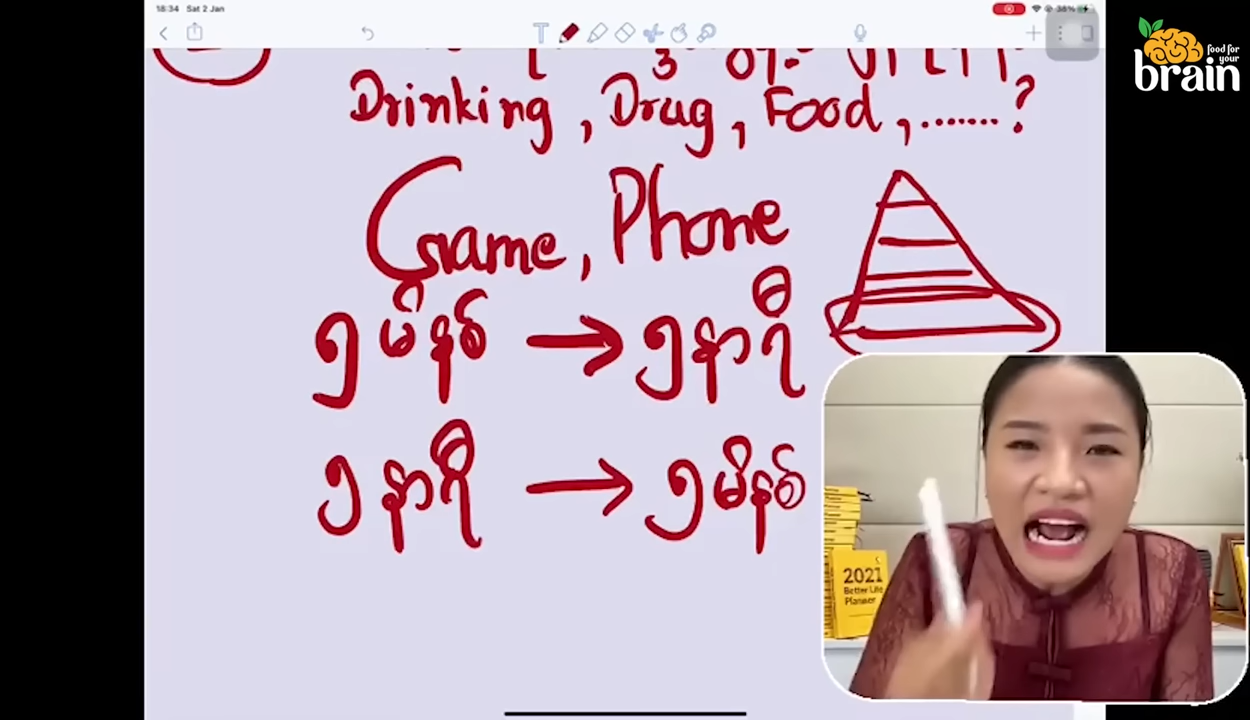 18:34 Sat 2 Jan
38%
food for
your
brain
Drinking, Drug, Food, .......?
Game, Phone
၅ မိနစ် → ၅ နာရီ
၅ နာရီ → ၅ မိနစ်
2021
Better Life
Planner